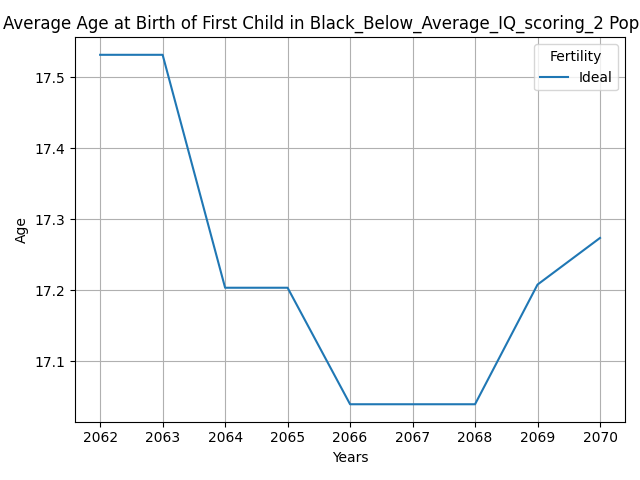 Average Age at Birth of First Child in Black_Below_Average_IQ_scoring_2 Pop
Fertility
Ideal
17.5
17.4
17.3
17.2
17.1
Age
2062 2063 2064 2065 2066 2067 2068 2069 2070
Years